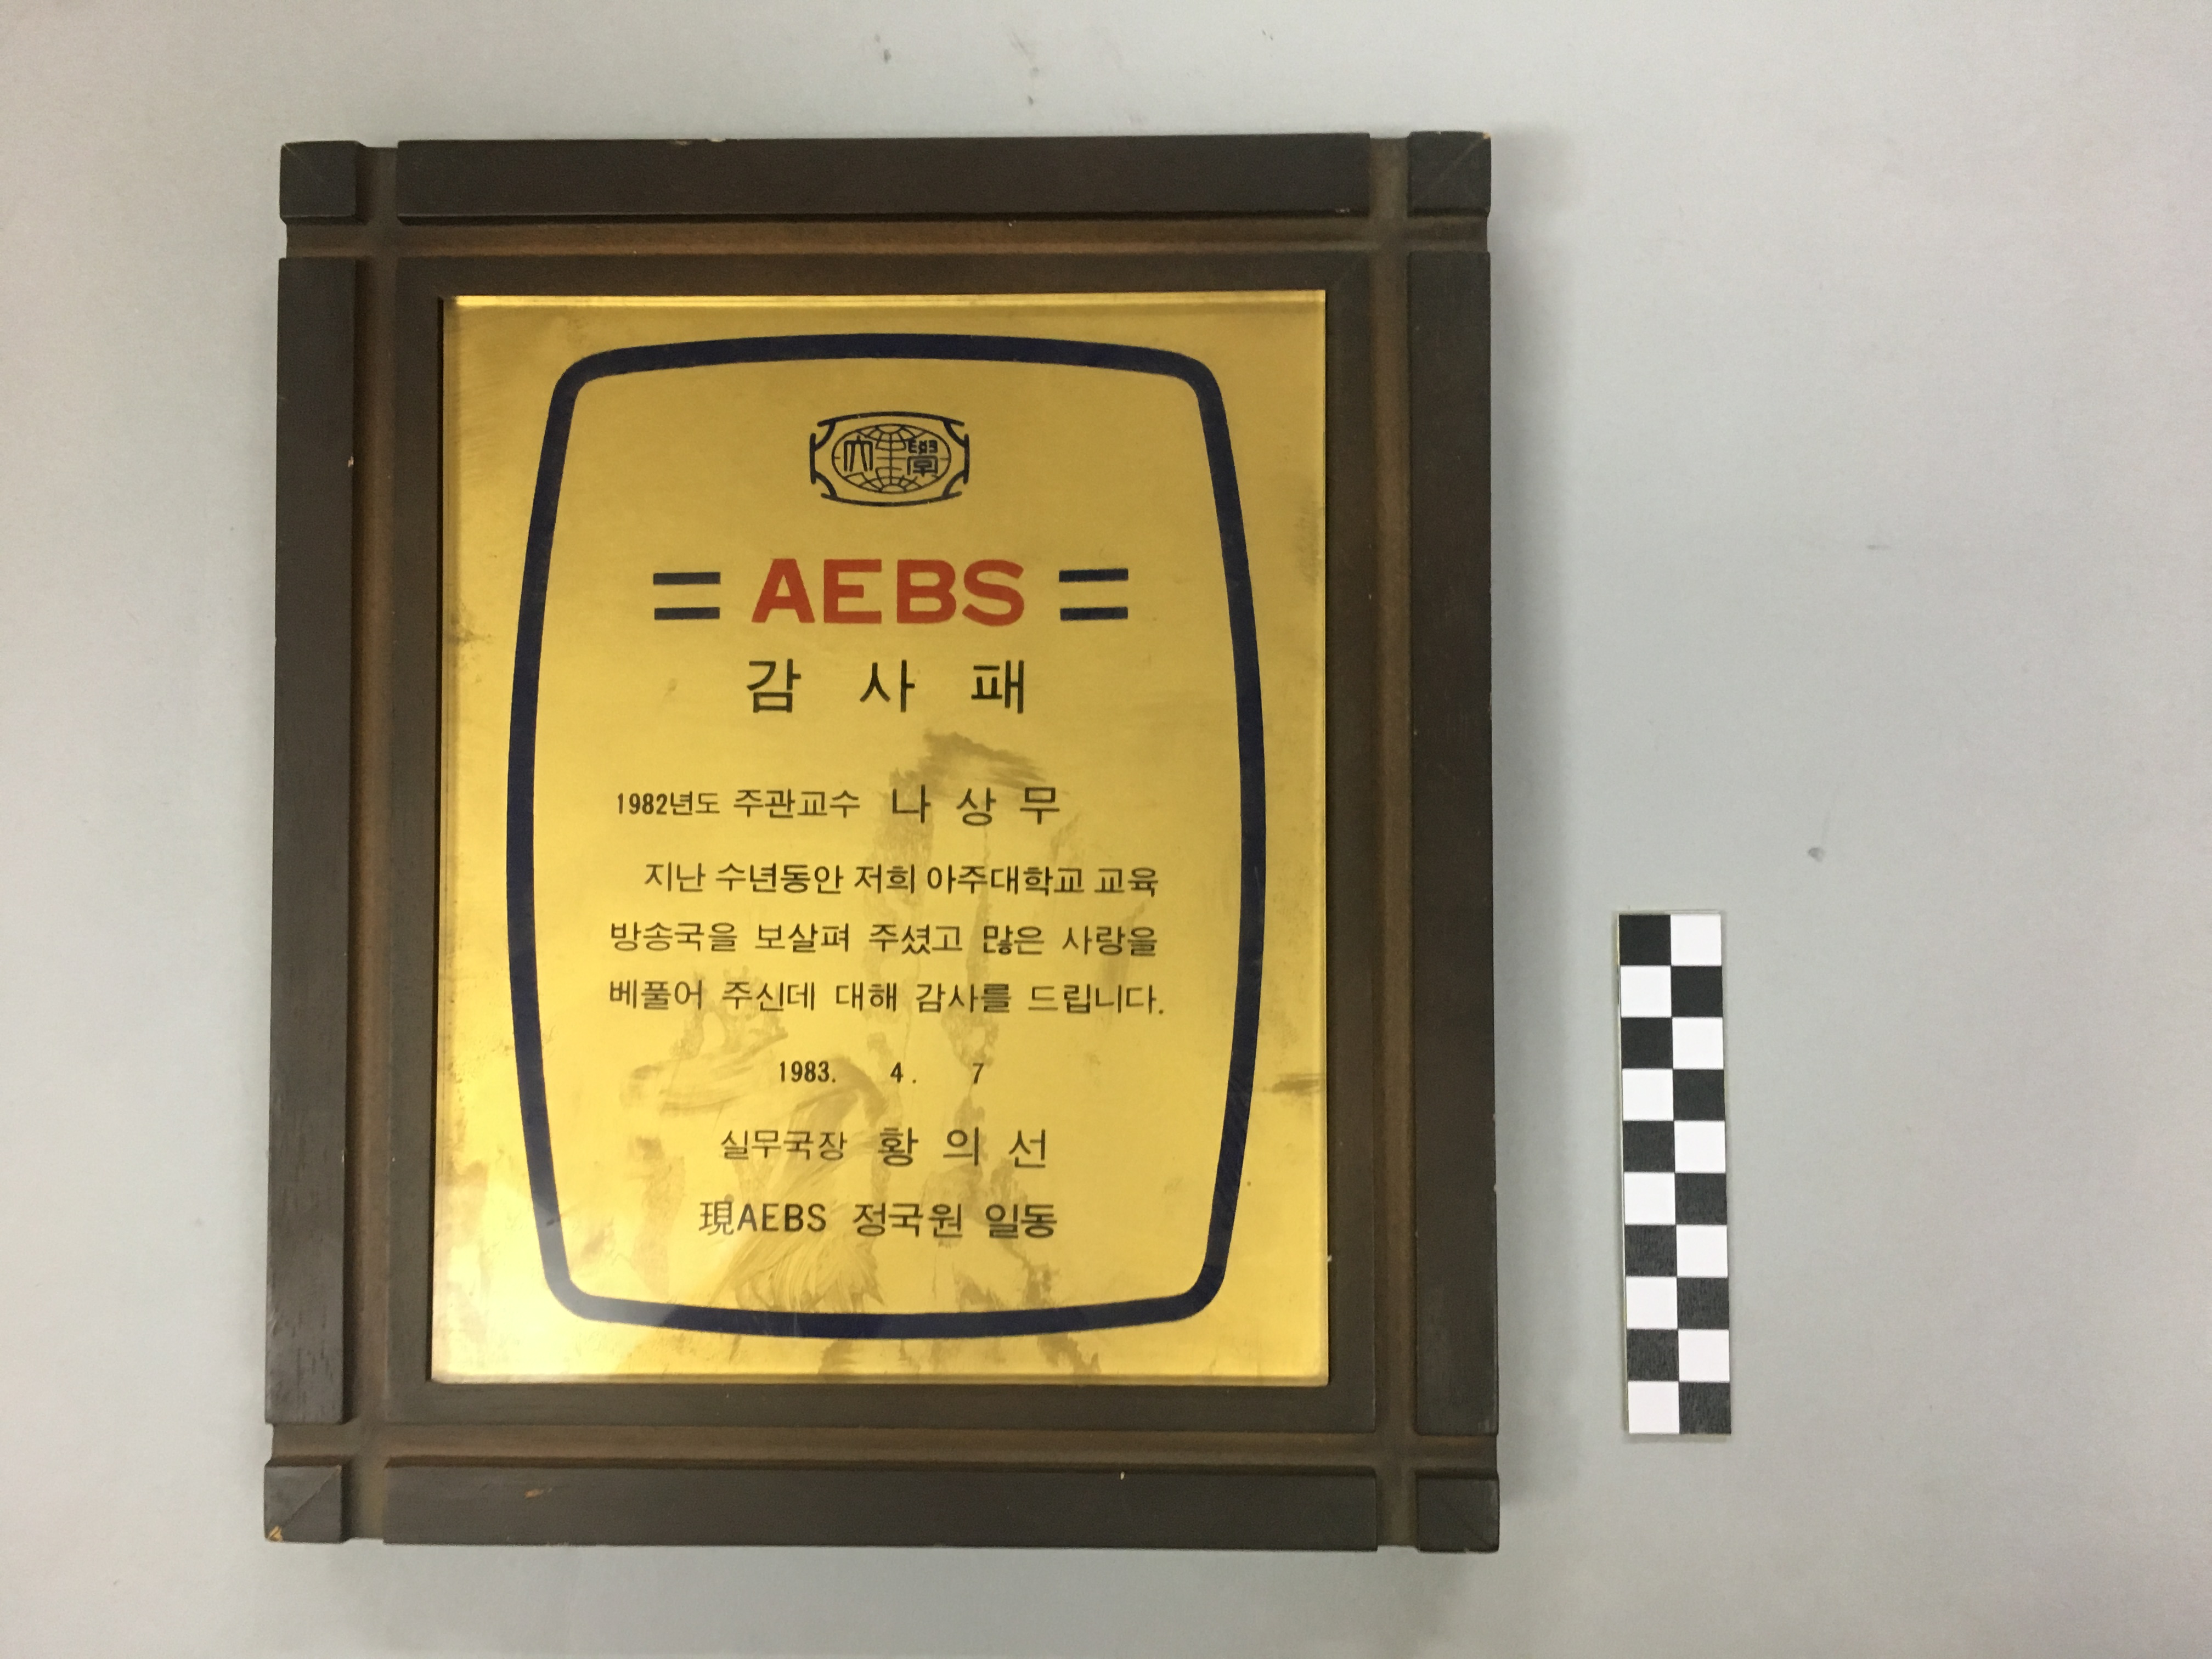 大學
= AEBS =
감 사 패
1982년도 주관교수 나 상 무
지난 수년동안 저희 아주대학교 교육
방송국을 보살펴 주셨고 많은 사랑을
베풀어 주신데 대해 감사를 드립니다.
1983. 4. 7
실무국장 황 의 선
現AEBS 정국원 일동